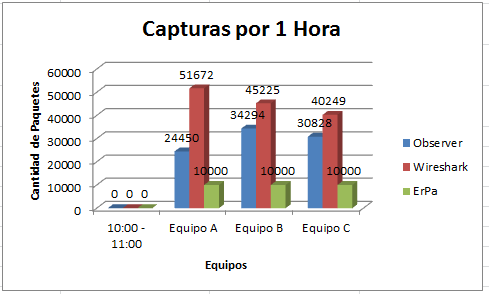 Capturas por 1 Hora
Cantidad de Paquetes
60000
50000
40000
30000
20000
10000
0
0 0 0
24450
51672
10000
34294
45225
10000
30828
40249
10000
10:00 -
11:00
Equipo A
Equipo B
Equipo C
Equipos
Observer
Wireshark
ErPa